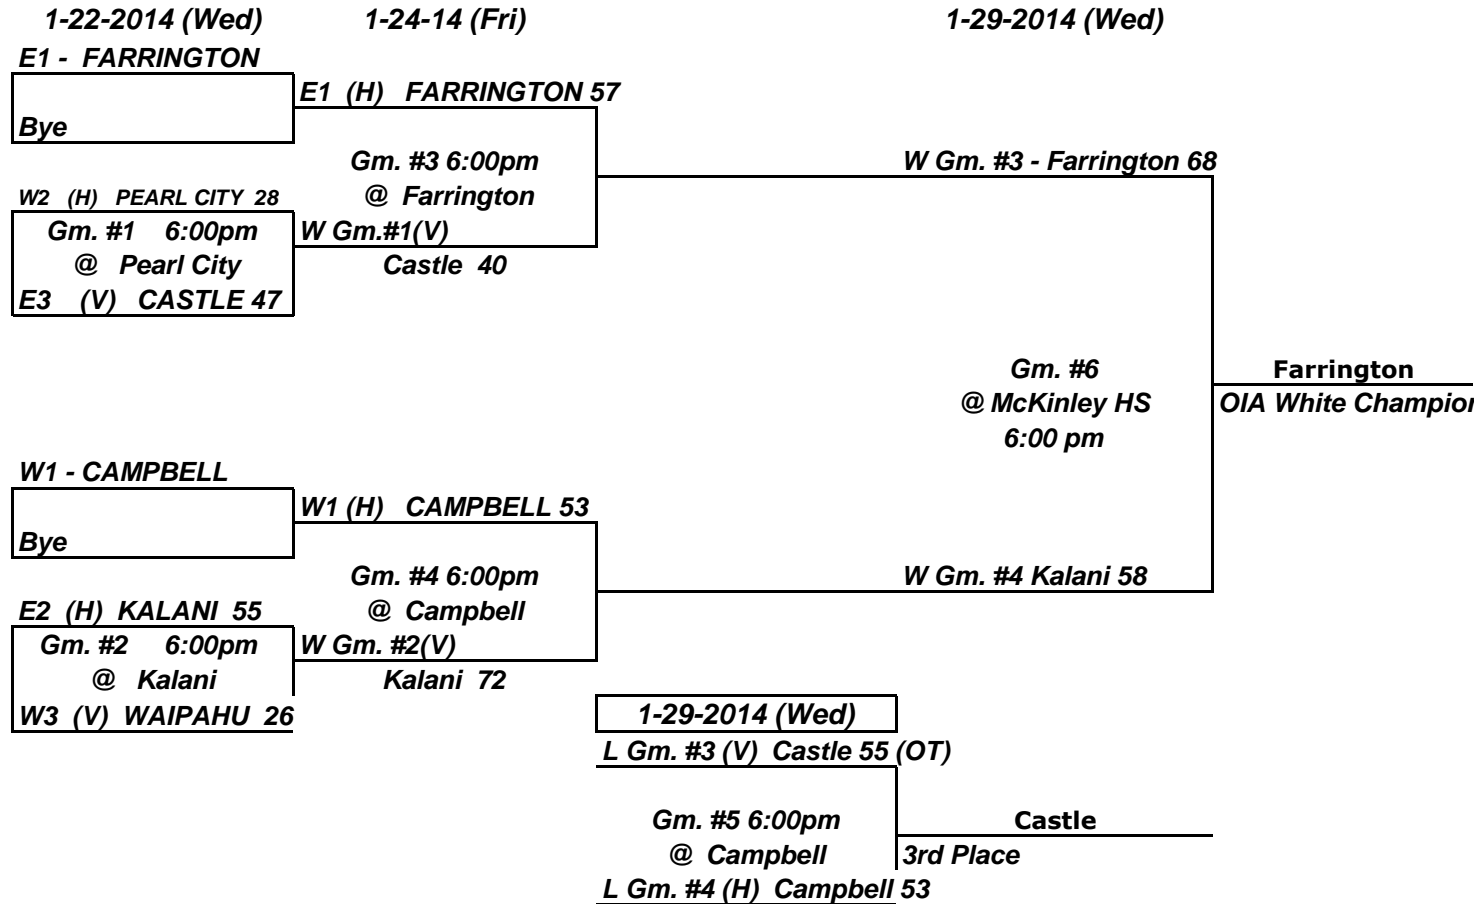 1-22-2014 (Wed) 1-24-14 (Fri) 1-29-2014 (Wed)
E1 - FARRINGTON
E1 (H) FARRINGTON 57
Bye
Gm. #3 6:00pm W Gm. #3 - Farrington 68
W2 (H) PEARL CITY 28 @ Farrington
Gm. #1 6:00pm W Gm.#1(V)
@ Pearl City Castle 40
E3 (V) CASTLE 47
Gm. #6 Farrington
@ McKinley HS OIA White Champion
6:00 pm
W1 - CAMPBELL
W1 (H) CAMPBELL 53
Bye
Gm. #4 6:00pm W Gm. #4 Kalani 58
E2 (H) KALANI 55 @ Campbell
Gm. #2 6:00pm W Gm. #2(V)
@ Kalani Kalani 72
W3 (V) WAIPAHU 26 1-29-2014 (Wed)
L Gm. #3 (V) Castle 55 (OT)
Gm. #5 6:00pm Castle
@ Campbell 3rd Place
L Gm. #4 (H) Campbell 53